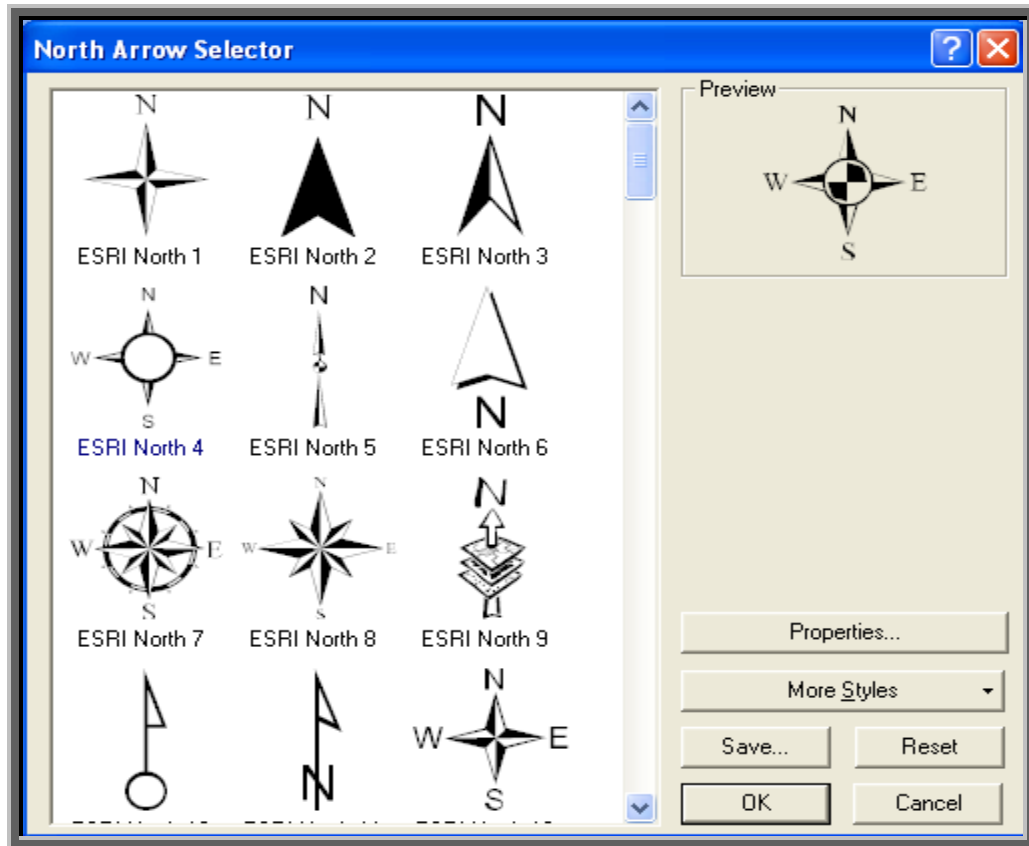 North Arrow Selector
Preview
N
W E
S
N N N
ESRI North 1 ESRI North 2 ESRI North 3
N N
W E
S N
ESRI North 4 ESRI North 5 ESRI North 6
N N N
W E W E
S S
ESRI North 7 ESRI North 8 ESRI North 9
N
W E
N S
Properties...
More Styles
Save... Reset
OK Cancel